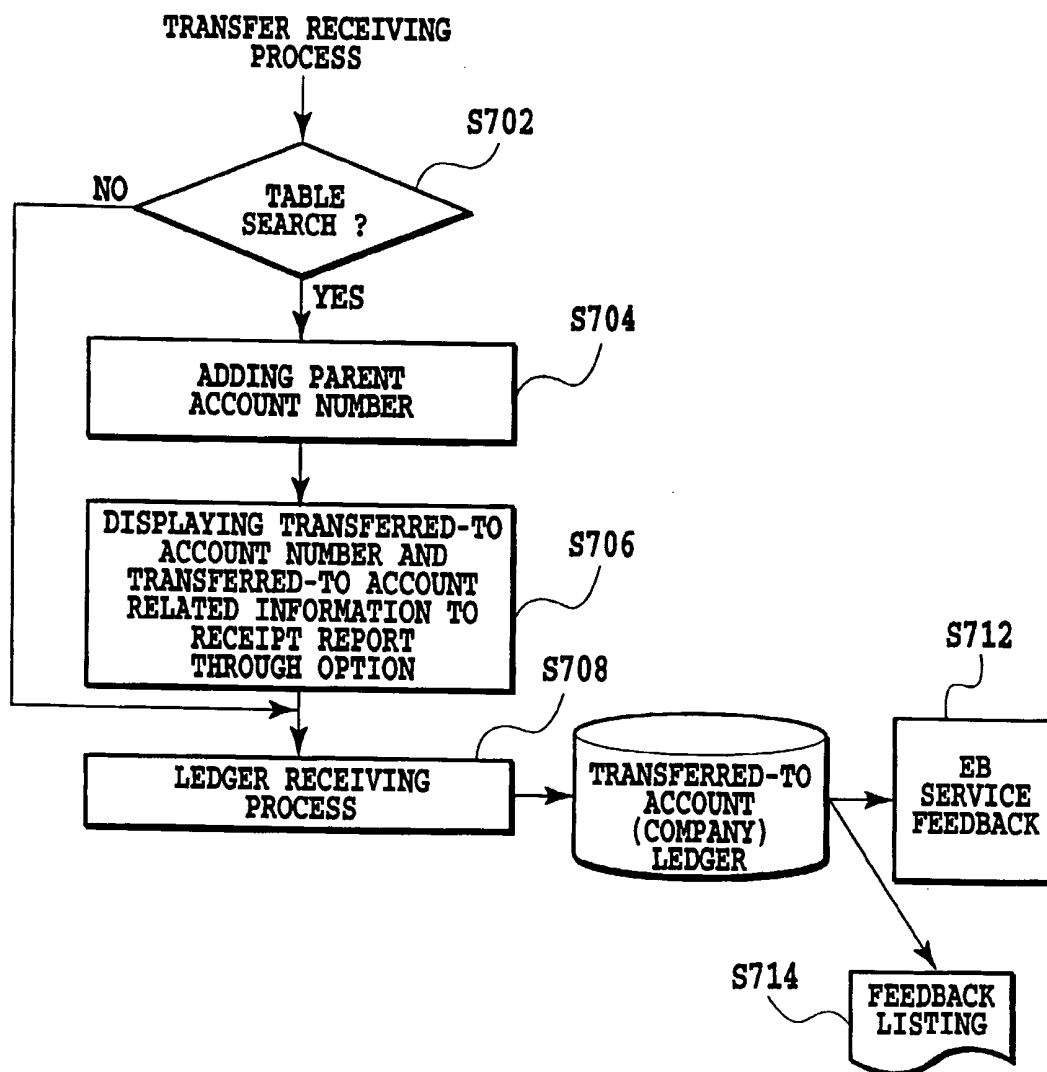 TRANSFER RECEIVING
PROCESS
S702
NO
TABLE
SEARCH ?
YES
S704
ADDING PARENT
ACCOUNT NUMBER
DISPLAYING TRANSFERRED-TO
ACCOUNT NUMBER AND
TRANSFERRED-TO ACCOUNT
RELATED INFORMATION TO
RECEIPT REPORT
THROUGH OPTION
S706
S708
LEDGER RECEIVING
PROCESS
TRANSFERRED-TO
ACCOUNT
(COMPANY)
LEDGER
S712
EB
SERVICE
FEEDBACK
S714
FEEDBACK
LISTING